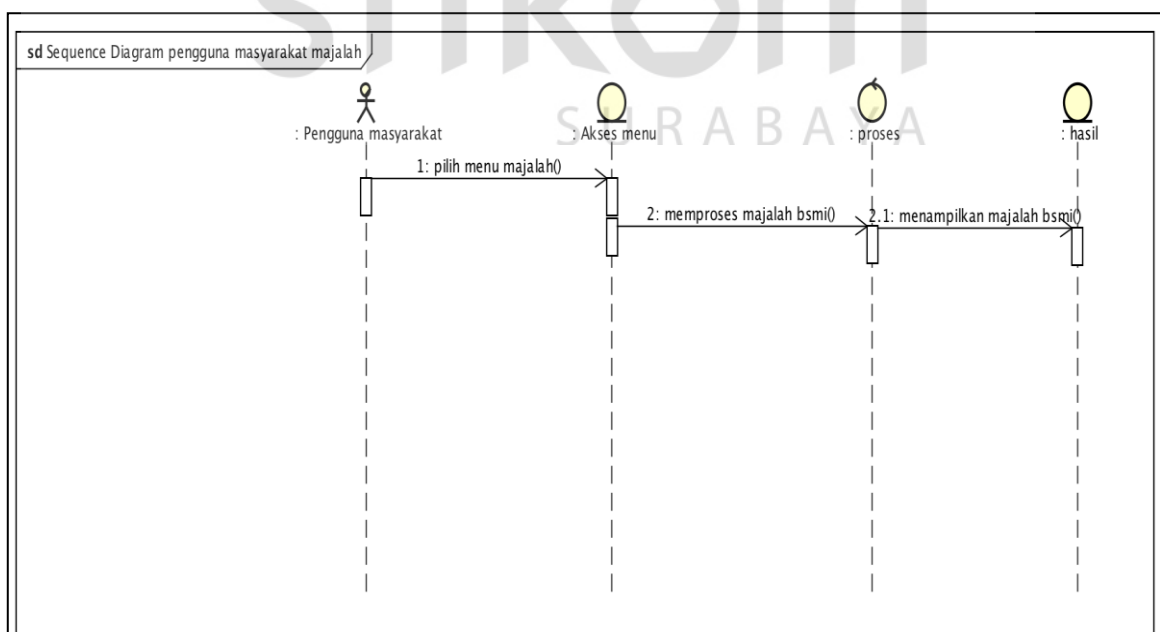 stikom
SURABAYA
sd Sequence Diagram pengguna masyarakat majalah
: Pengguna masyarakat
: Akses menu
: proses
: hasil
1: pilih menu majalah()
2: memproses majalah bsmi()
2.1: menampilkan majalah bsmi()